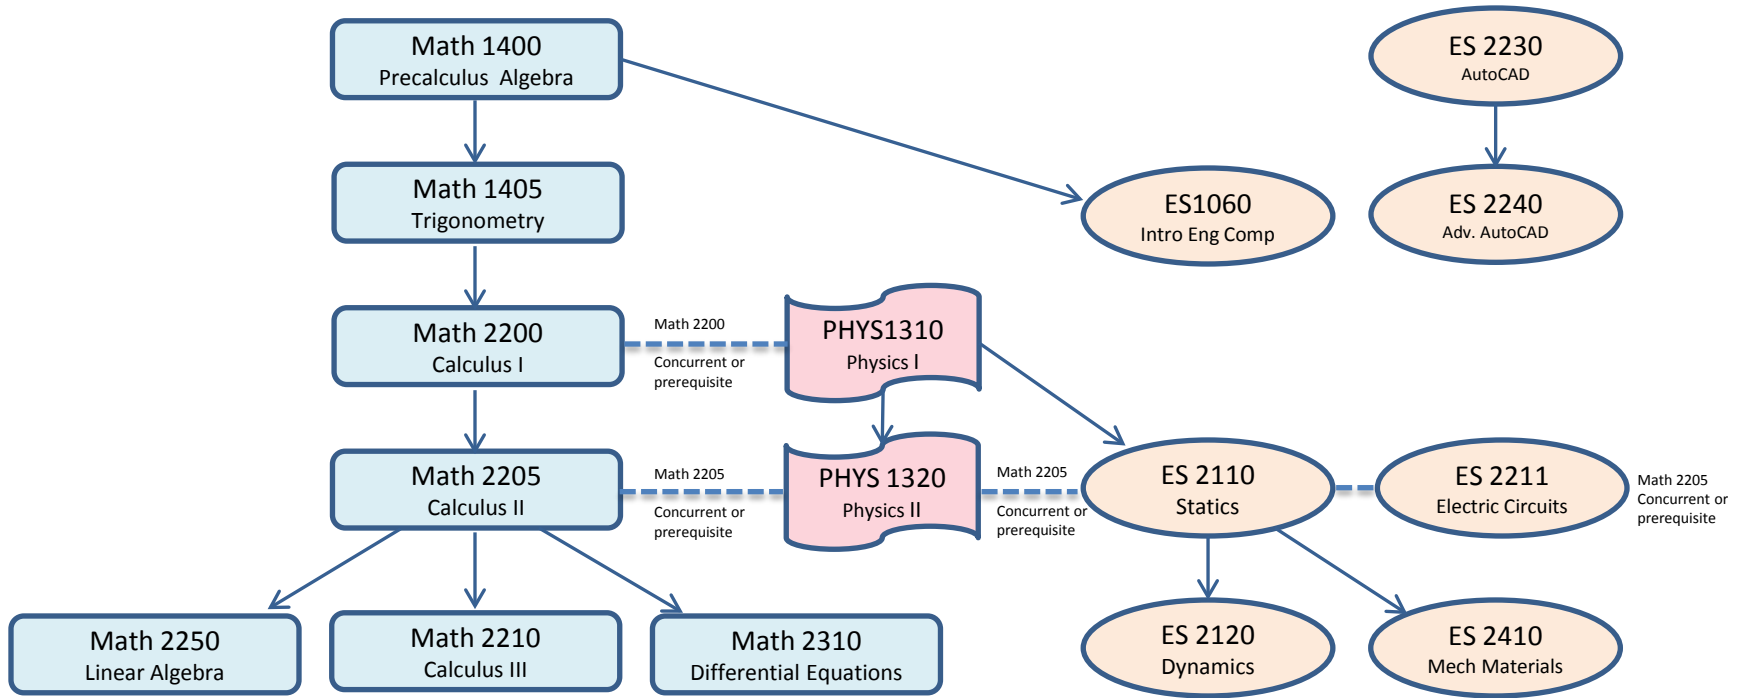 Math 1400
Precalculus Algebra
ES 2230
AutoCAD
Math 1405
Trigonometry
ES1060
Intro Eng Comp
ES 2240
Adv. AutoCAD
Math 2200
Calculus I
Math 2200
Concurrent or
prerequisite
PHYS1310
Physics I
Math 2205
Calculus II
Math 2205
Concurrent or
prerequisite
PHYS 1320
Physics II
Math 2205
Concurrent or
prerequisite
ES 2110
Statics
ES 2211
Electric Circuits
Math 2205
Concurrent or
prerequisite
Math 2250
Linear Algebra
Math 2210
Calculus III
Math 2310
Differential Equations
ES 2120
Dynamics
ES 2410
Mech Materials